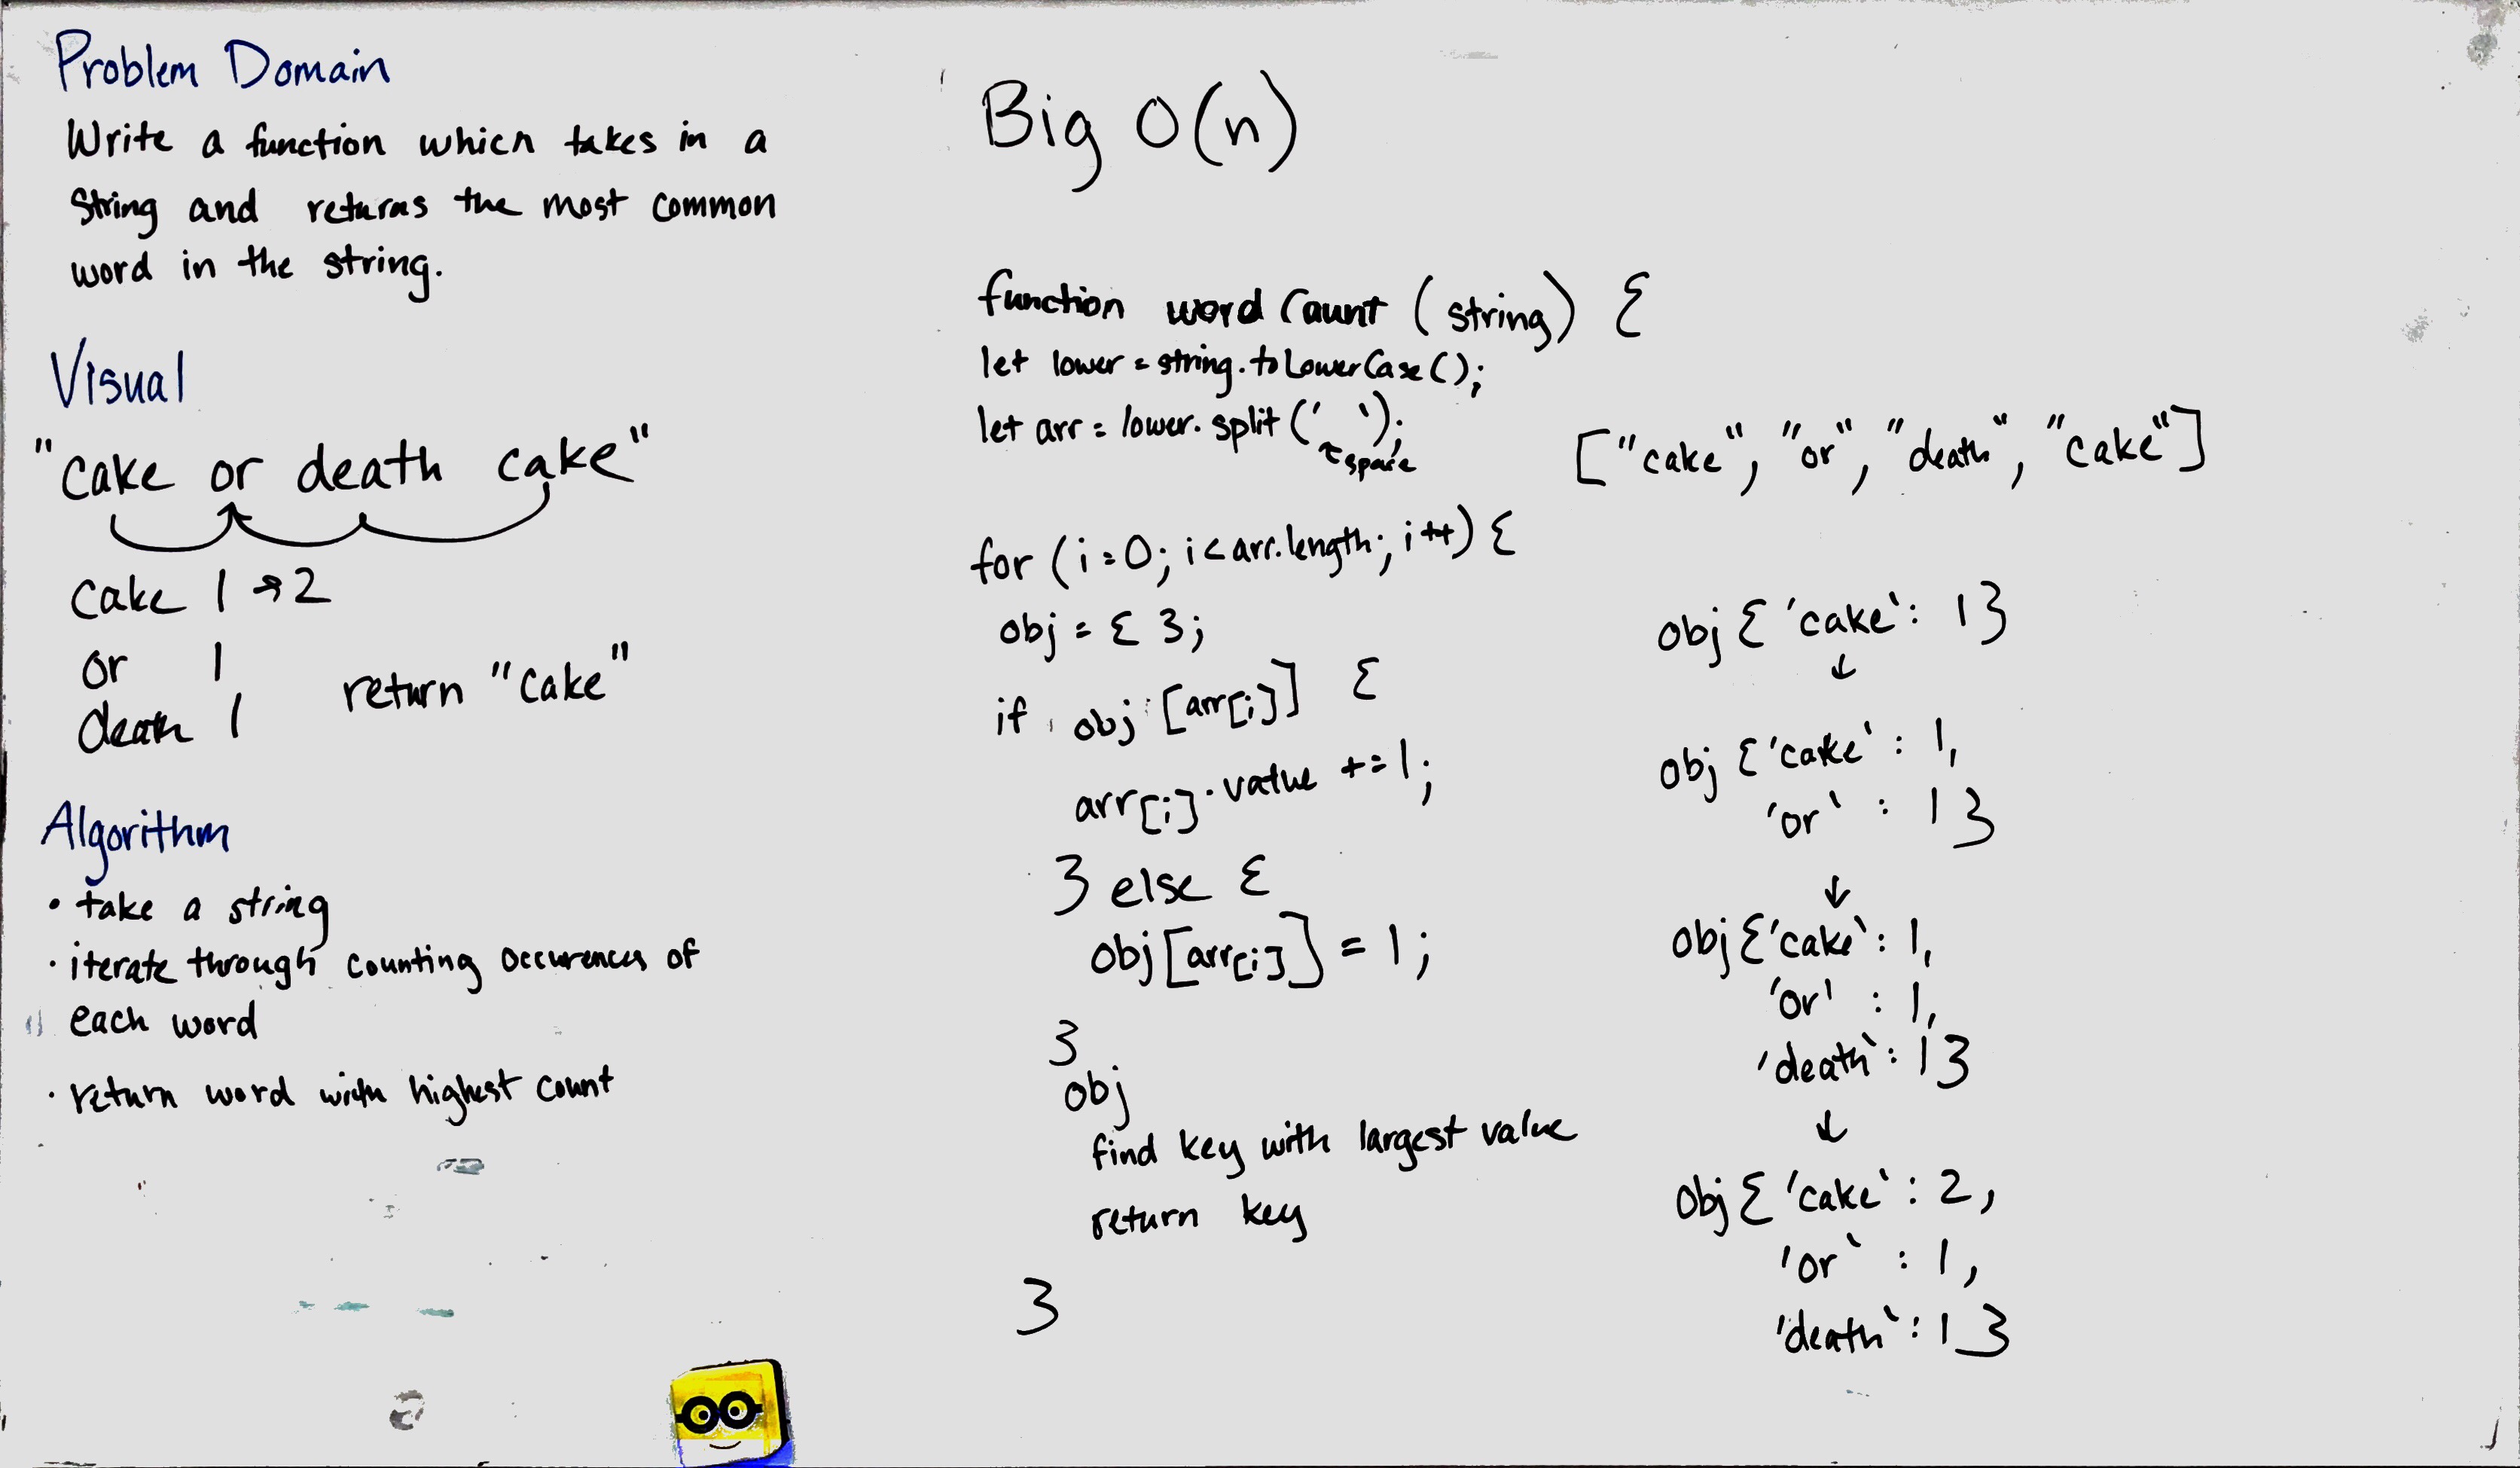 Problem Domain
Write a function which takes in a
string and returns the most common
word in the string.
Visual
"cake or death cake"
cake 1 → 2
or 1
death 1
return "cake"
Algorithm
• take a string
• iterate through counting occurences of
each word
• return word with highest count
Big O(n)
function wordCount (string) {
let lower = string.toLowerCase();
let arr = lower.split(' ');
↑ space
["cake", "or", "death", "cake"]
for (i=0; i<arr.length; i++) {
obj = { };
if obj [arr[i]] {
arr[i].value += 1;
} else {
obj[arr[i]] = 1;
}
obj
find key with largest value
return key
}
obj { 'cake': 1 }
↓
obj { 'cake' : 1,
'or' : 1 }
↓
obj { 'cake': 1,
'or' : 1,
'death': 1 }
↓
obj { 'cake': 2,
'or' : 1,
'death': 1 }